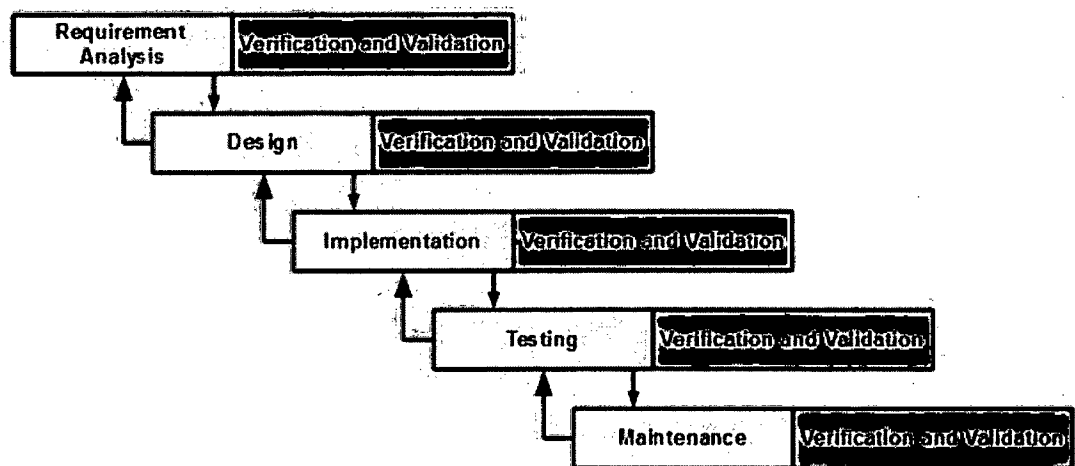 Requirement
Analysis
Verification and Validation
Design
Verification and Validation
Implementation
Verification and Validation
Testing
Verification and Validation
Maintenance
Verification and Validation